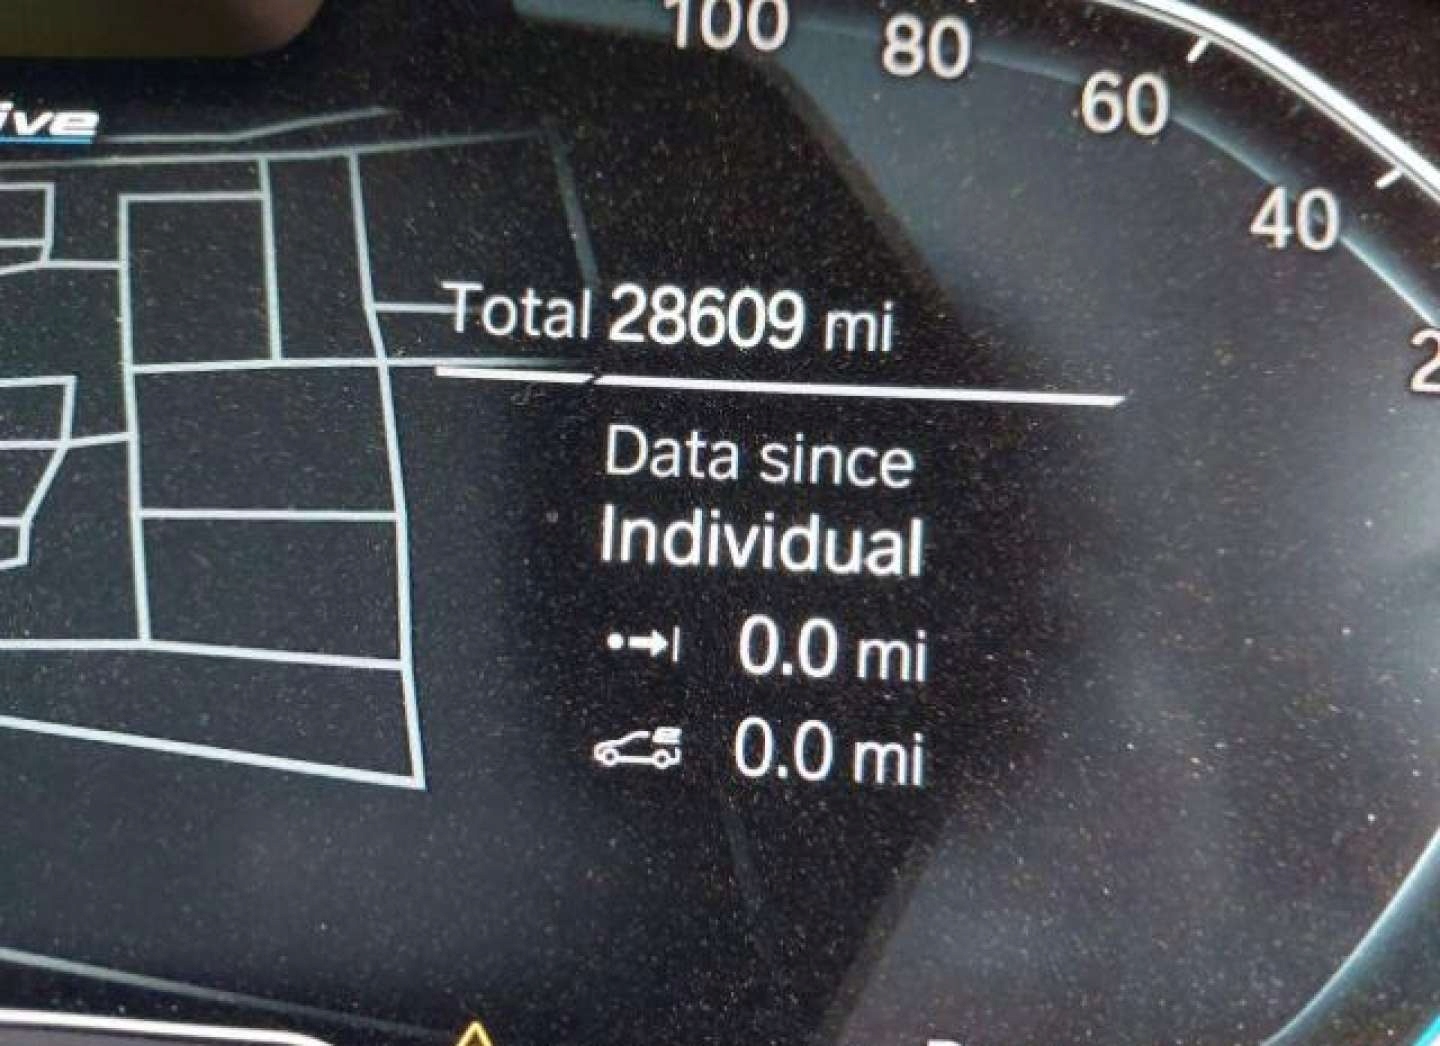 100
80
60
40
Total 28609 mi
Data since
Individual
0.0 mi
0.0 mi